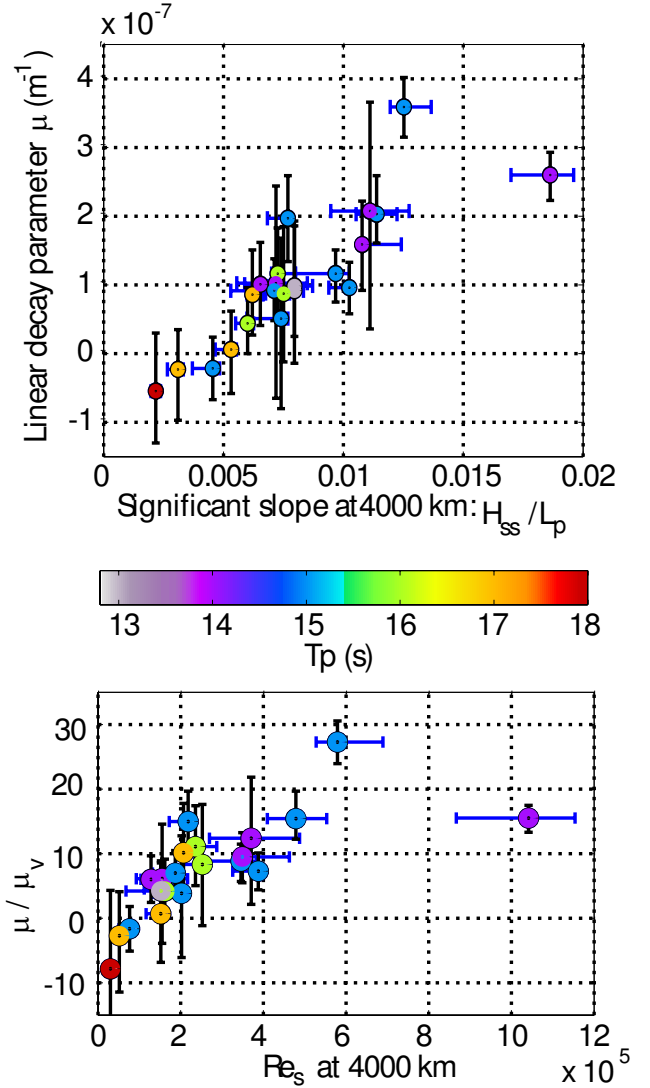 x 10^-7
Linear decay parameter μ (m^-1)
4
3
2
1
0
-1
0 0.005 0.01 0.015 0.02
Significant slope at 4000 km: H_ss / L_p
13 14 15 16 17 18
Tp (s)
μ / μ_v
30
20
10
0
-10
0 2 4 6 8 10 12
Re_s at 4000 km x 10^5